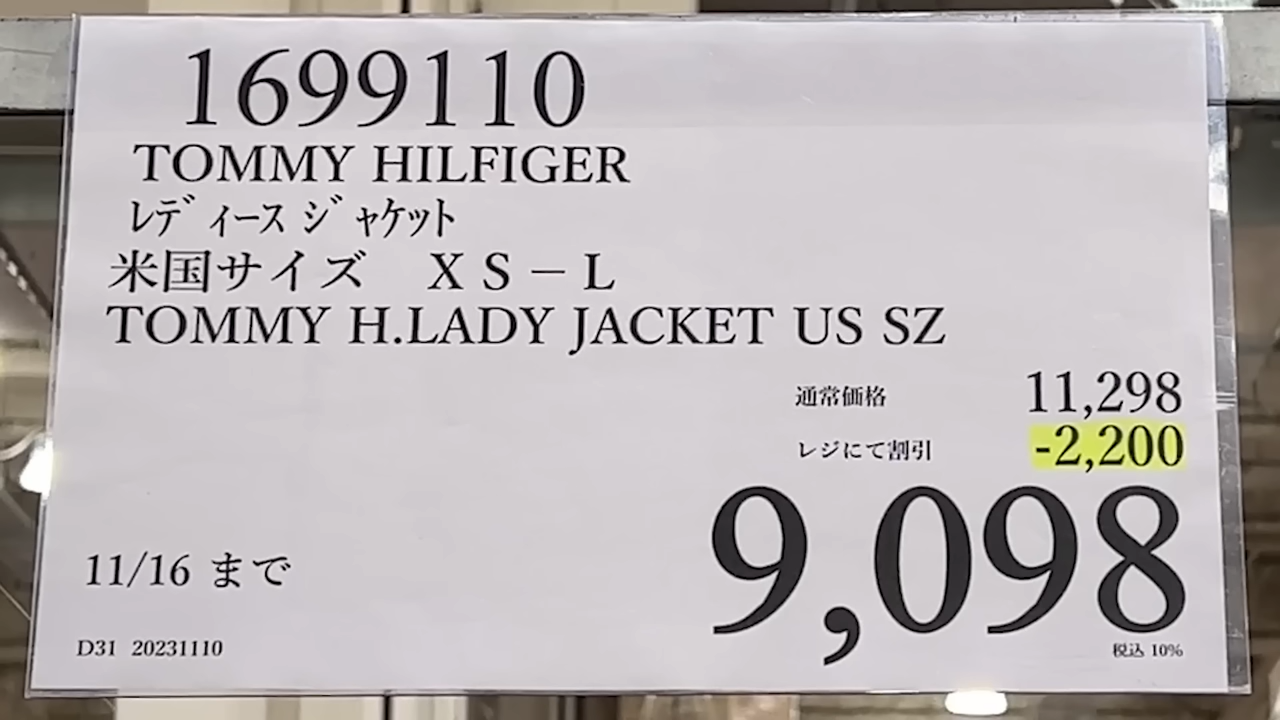 1699110
TOMMY HILFIGER
ﾚﾃﾞｨｰｽ ｼﾞｬｹｯﾄ
米国サイズ　ＸＳ－Ｌ
TOMMY H.LADY JACKET US SZ
通常価格 11,298
レジにて割引 -2,200
9,098
11/16 まで
税込 10%
D31 20231110